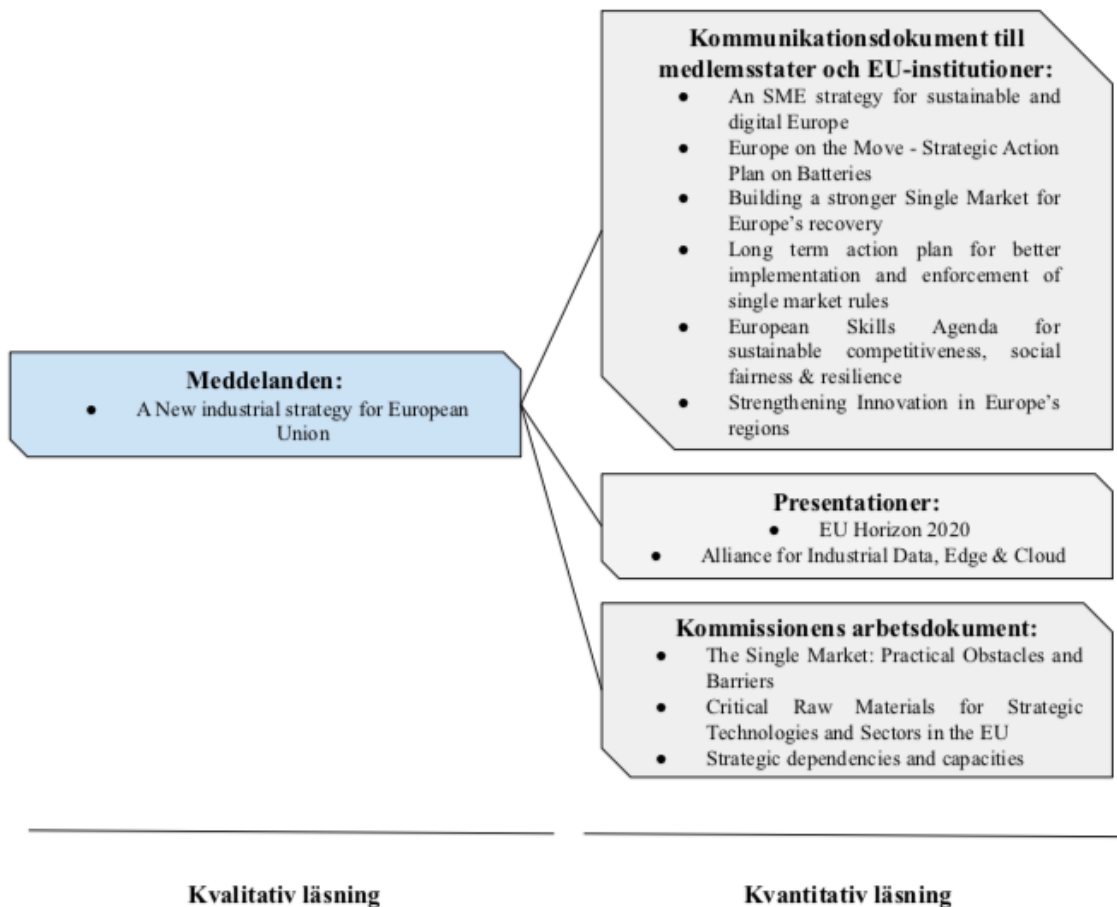 Kommunikationsdokument till
medlemsstater och EU-institutioner:
● An SME strategy for sustainable and
digital Europe
● Europe on the Move - Strategic Action
Plan on Batteries
● Building a stronger Single Market for
Europe's recovery
● Long term action plan for better
implementation and enforcement of
single market rules
● European Skills Agenda for
sustainable competitiveness, social
fairness & resilience
● Strengthening Innovation in Europe's
regions
Meddelanden:
● A New industrial strategy for European
Union
Presentationer:
● EU Horizon 2020
● Alliance for Industrial Data, Edge & Cloud
Kommissionens arbetsdokument:
● The Single Market: Practical Obstacles and
Barriers
● Critical Raw Materials for Strategic
Technologies and Sectors in the EU
● Strategic dependencies and capacities
Kvalitativ läsning
Kvantitativ läsning